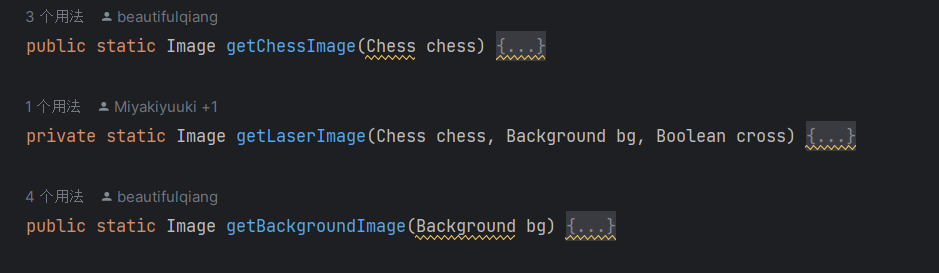 3 个用法 beautifulqiang
public static Image getChessImage(Chess chess) {...}
1 个用法 Miyakiyuuki +1
private static Image getLaserImage(Chess chess, Background bg, Boolean cross) {...}
4 个用法 beautifulqiang
public static Image getBackgroundImage(Background bg) {...}